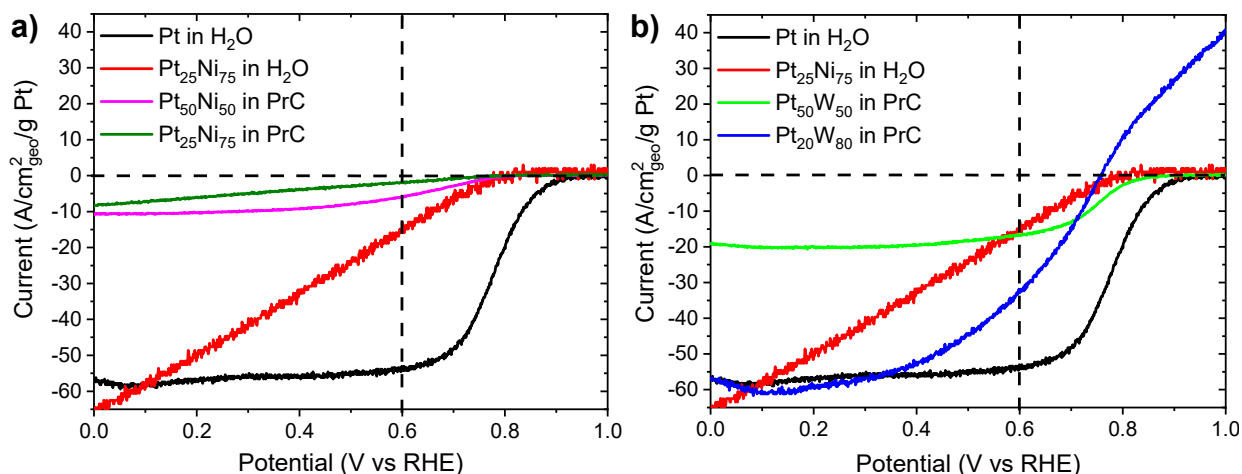 a)
Pt in H₂O
Pt₂₅Ni₇₅ in H₂O
Pt₅₀Ni₅₀ in PrC
Pt₂₅Ni₇₅ in PrC
40
30
20
10
0
-10
-20
-30
-40
-50
-60
Current (A/cm²geo/g Pt)
0.0 0.2 0.4 0.6 0.8 1.0
Potential (V vs RHE)
b)
Pt in H₂O
Pt₂₅Ni₇₅ in H₂O
Pt₅₀W₅₀ in PrC
Pt₂₀W₈₀ in PrC
40
30
20
10
0
-10
-20
-30
-40
-50
-60
Current (A/cm²geo/g Pt)
0.0 0.2 0.4 0.6 0.8 1.0
Potential (V vs RHE)